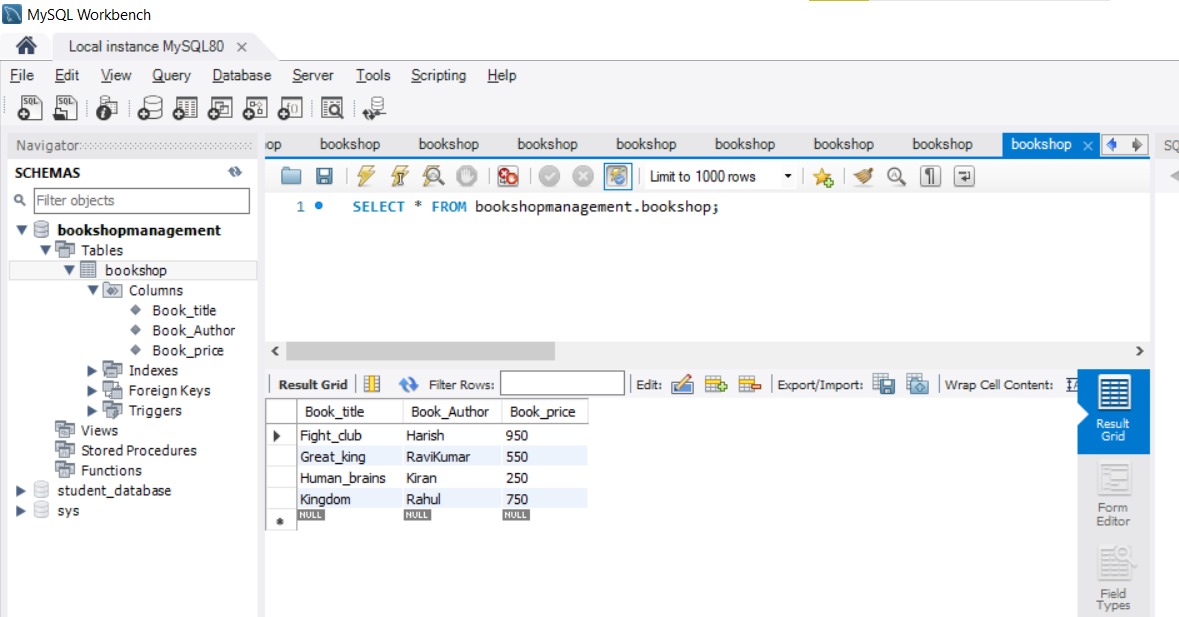 MySQL Workbench
Local instance MySQL80
File Edit View Query Database Server Tools Scripting Help
SQL SQL
Navigator
SCHEMAS
Filter objects
bookshopmanagement
Tables
bookshop
Columns
Book_title
Book_Author
Book_price
Indexes
Foreign Keys
Triggers
Views
Stored Procedures
Functions
student_database
sys
op bookshop bookshop bookshop bookshop bookshop bookshop bookshop bookshop SQ
Limit to 1000 rows
1 SELECT * FROM bookshopmanagement.bookshop;
Result Grid Filter Rows: Edit: Export/Import: Wrap Cell Content: IA
Book_title Book_Author Book_price
Fight_club Harish 950
Great_king RaviKumar 550
Human_brains Kiran 250
Kingdom Rahul 750
NULL NULL NULL
Result
Grid
Form
Editor
Field
Types